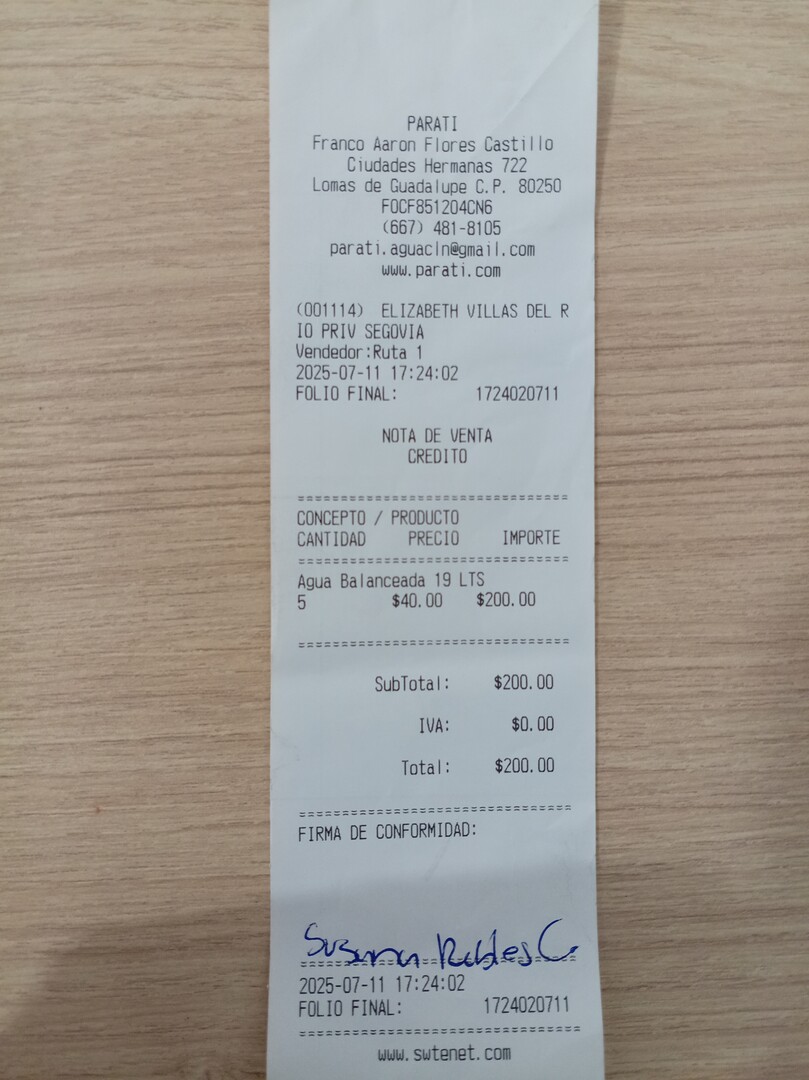 PARATI
Franco Aaron Flores Castillo
Ciudades Hermanas 722
Lomas de Guadalupe C.P. 80250
FOCF851204CN6
(667) 481-8105
parati.aguacln@gmail.com
www.parati.com
(001114) ELIZABETH VILLAS DEL R
IO PRIV SEGOVIA
Vendedor:Ruta 1
2025-07-11 17:24:02
FOLIO FINAL: 1724020711
NOTA DE VENTA
CREDITO
===============================
CONCEPTO / PRODUCTO
CANTIDAD PRECIO IMPORTE
===============================
Agua Balanceada 19 LTS
5 $40.00 $200.00
===============================
SubTotal: $200.00
IVA: $0.00
Total: $200.00
===============================
FIRMA DE CONFORMIDAD:
Susana Robles C
===============================
2025-07-11 17:24:02
FOLIO FINAL: 1724020711
===============================
www.swtenet.com